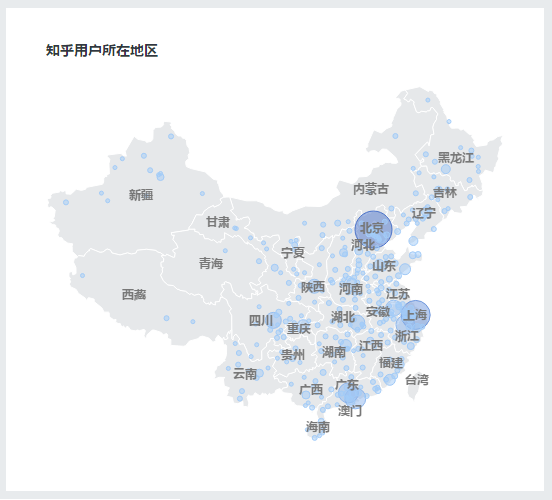 知乎用户所在地区
黑龙江
内蒙古
吉林
新疆
辽宁
甘肃
北京
河北
宁夏
青海
山东
陕西
河南
西藏
江苏
安徽
上海
湖北
四川
重庆
浙江
江西
湖南
贵州
福建
云南
台湾
广东
广西
澳门
海南